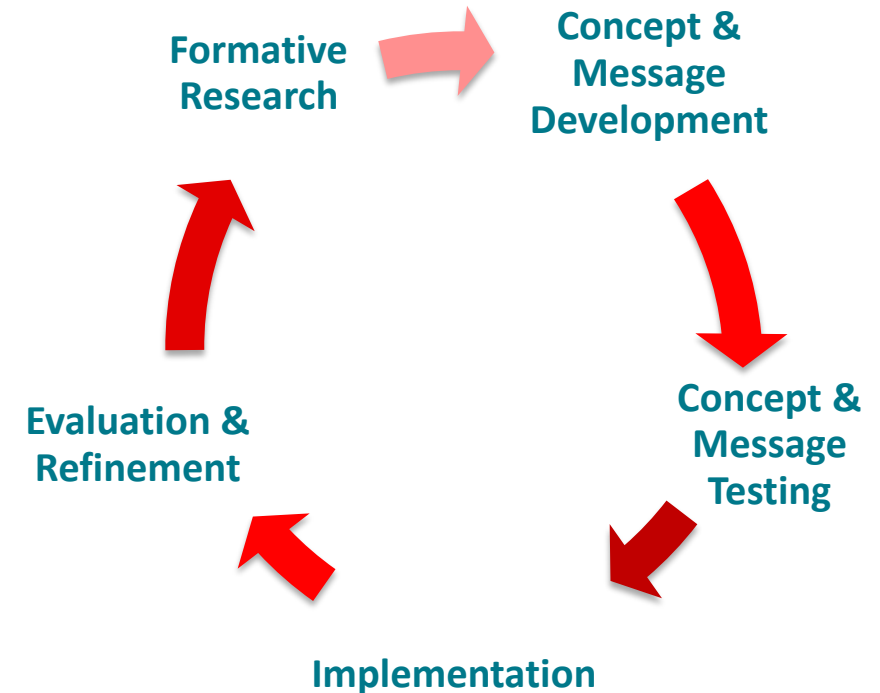 Formative
Research
Concept &
Message
Development
Concept &
Message
Testing
Implementation
Evaluation &
Refinement